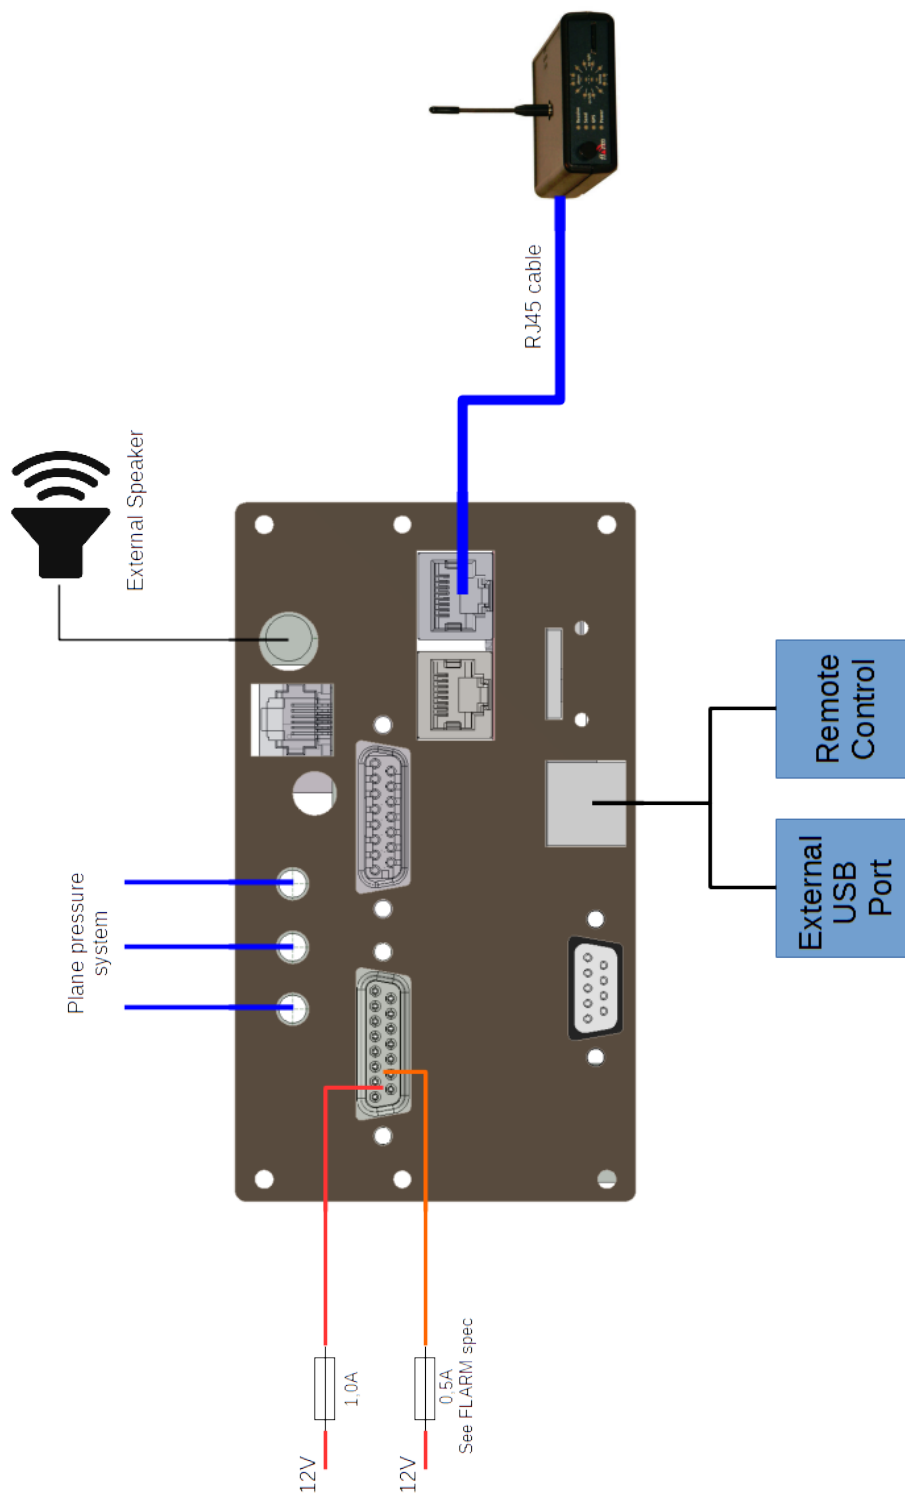 RJ45 cable
External Speaker
Plane pressure
system
Remote
Control
External
USB
Port
12V
1,0A
12V
0,5A
See FLARM spec